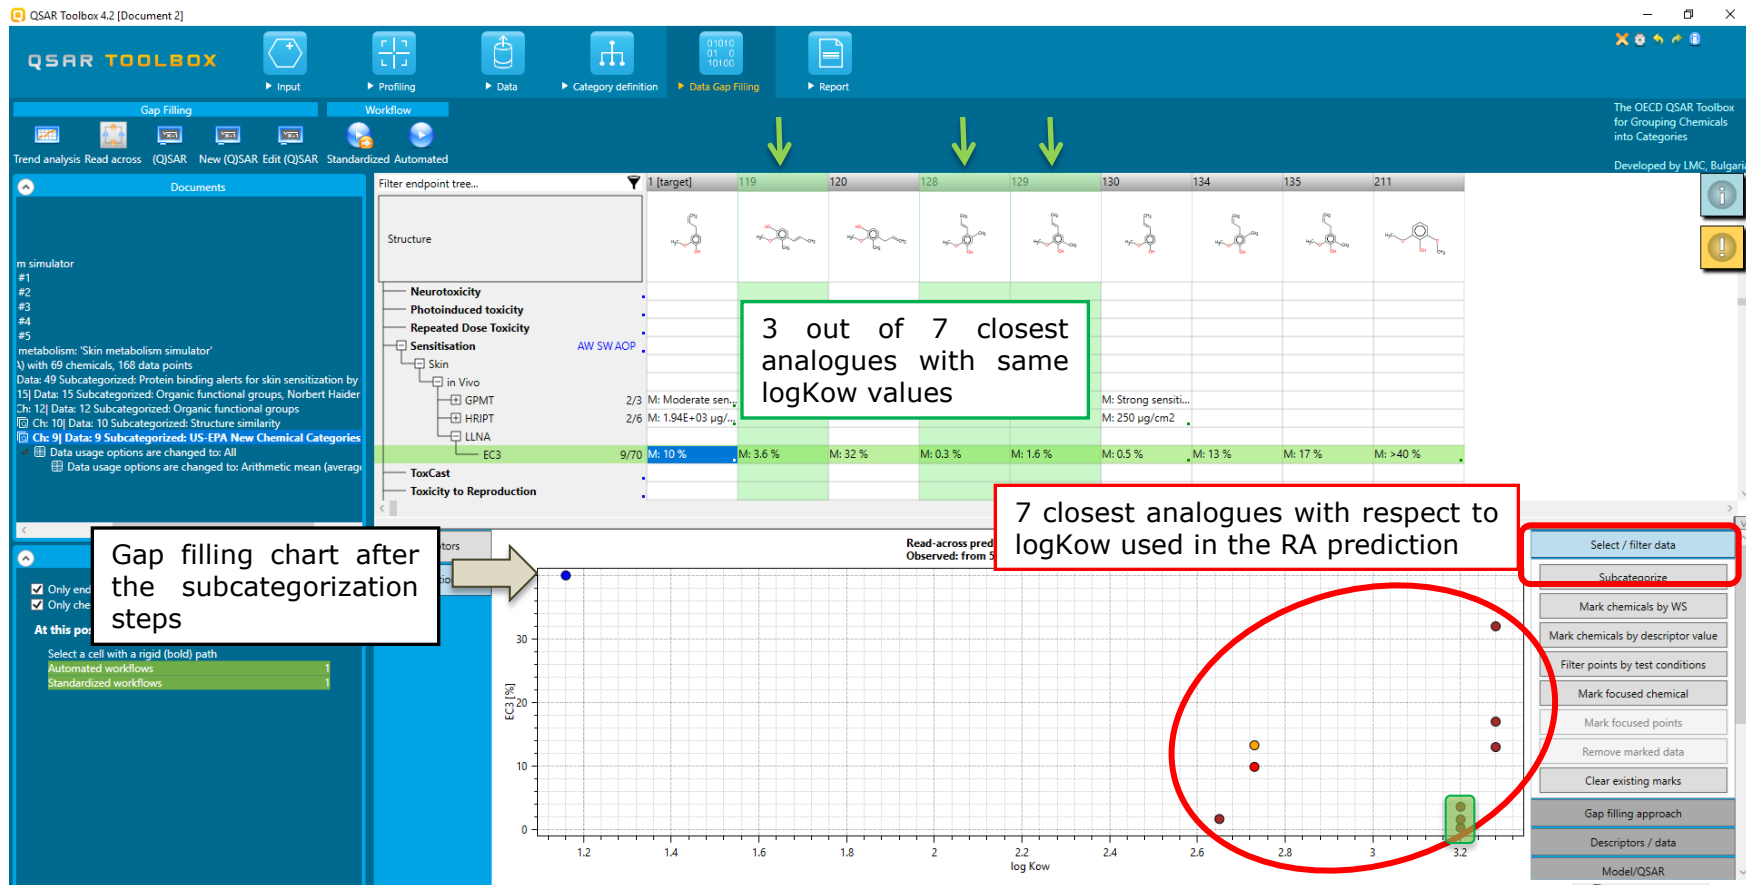 QSAR Toolbox 4.2 [Document 2]
QSAR TOOLBOX
Input
Profiling
Data
Category definition
Data Gap Filling
Report
01010
01 0
10100
Gap Filling
Workflow
Trend analysis
Read across
(Q)SAR
New (Q)SAR
Edit (Q)SAR
Standardized
Automated
The OECD QSAR Toolbox
for Grouping Chemicals
into Categories
Developed by LMC, Bulgaria
Documents
m simulator
#1
#2
#3
#4
#5
metabolism: 'Skin metabolism simulator'
) with 69 chemicals, 168 data points
Data: 49 Subcategorized: Protein binding alerts for skin sensitization by
15| Data: 15 Subcategorized: Organic functional groups, Norbert Haider
Ch: 12| Data: 12 Subcategorized: Organic functional groups
Ch: 10| Data: 10 Subcategorized: Structure similarity
Ch: 9| Data: 9 Subcategorized: US-EPA New Chemical Categories
Data usage options are changed to: All
Data usage options are changed to: Arithmetic mean (average
Filter endpoint tree...
1 [target]
119
120
128
129
130
134
135
211
Structure
Neurotoxicity
Photoinduced toxicity
Repeated Dose Toxicity
Sensitisation AW SW AOP
Skin
in Vivo
GPMT 2/3 M: Moderate sen... M: Strong sensiti...
HRIPT 2/6 M: 1.94E+03 µg/... M: 250 µg/cm2
LLNA
EC3 9/70 M: 10 % M: 3.6 % M: 32 % M: 0.3 % M: 1.6 % M: 0.5 % M: 13 % M: 17 % M: >40 %
ToxCast
Toxicity to Reproduction
3 out of 7 closest
analogues with same
logKow values
7 closest analogues with respect to
logKow used in the RA prediction
Gap filling chart after
the subcategorization
steps
Only end
Only che
At this pos
Select a cell with a rigid (bold) path
Automated workflows 1
Standardized workflows 1
Read-across pred
Observed: from 5
EC3 [%]
30
20
10
0
1.2
1.4
1.6
1.8
2
2.2
2.4
2.6
2.8
3
3.2
log Kow
Select / filter data
Subcategorize
Mark chemicals by WS
Mark chemicals by descriptor value
Filter points by test conditions
Mark focused chemical
Mark focused points
Remove marked data
Clear existing marks
Gap filling approach
Descriptors / data
Model/QSAR